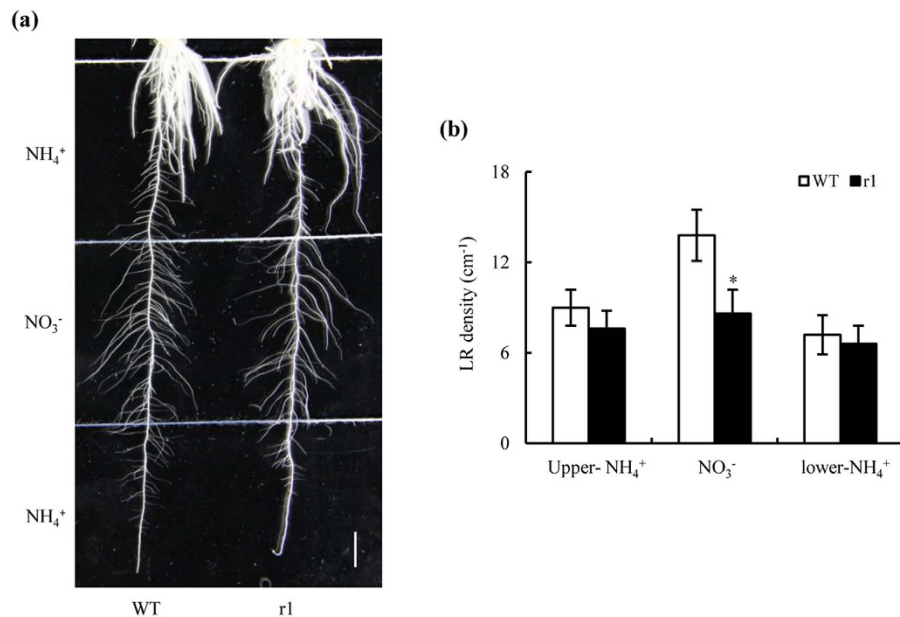 (a)
NH₄⁺
NO₃⁻
NH₄⁺
WT
r1
(b)
18
12
6
0
LR density (cm⁻¹)
WT
r1
*
Upper- NH₄⁺
NO₃⁻
lower-NH₄⁺